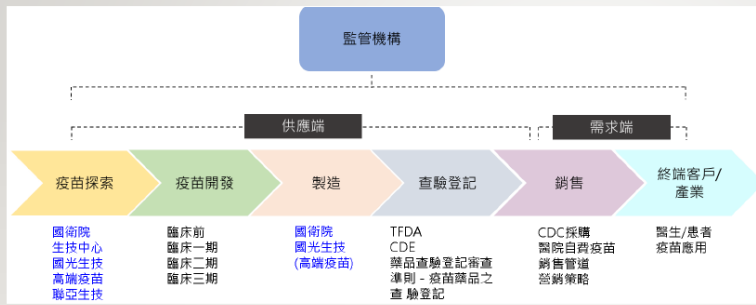 監管機構
供應端
需求端
疫苗探索
疫苗開發
製造
查驗登記
銷售
終端客戶/
產業
國衛院
生技中心
國光生技
高端疫苗
聯亞生技
臨床前
臨床一期
臨床二期
臨床三期
國衛院
國光生技
(高端疫苗)
TFDA
CDE
藥品查驗登記審查
準則 - 疫苗藥品之
查 驗登記
CDC採購
醫院自費疫苗
銷售管道
營銷策略
醫生/患者
疫苗應用